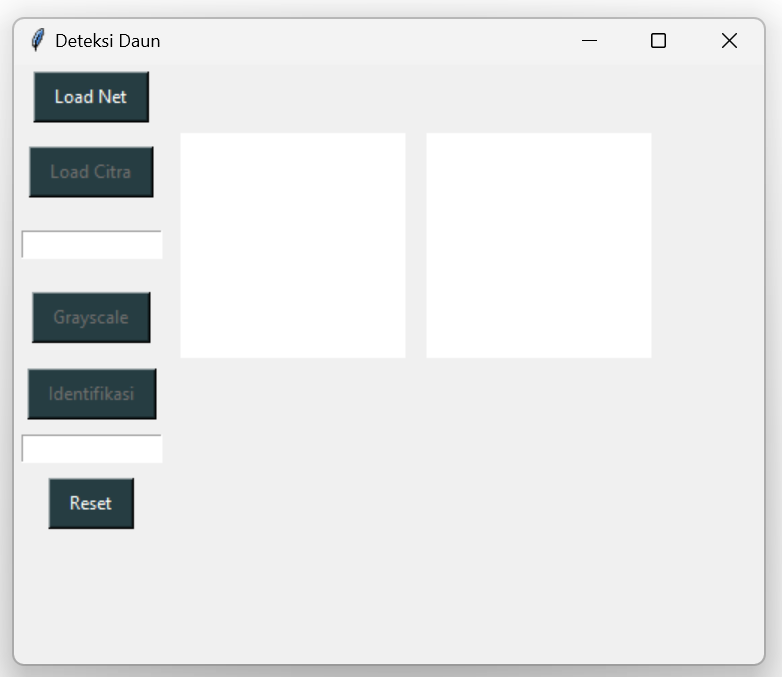 Deteksi Daun
Load Net
Load Citra
Grayscale
Identifikasi
Reset